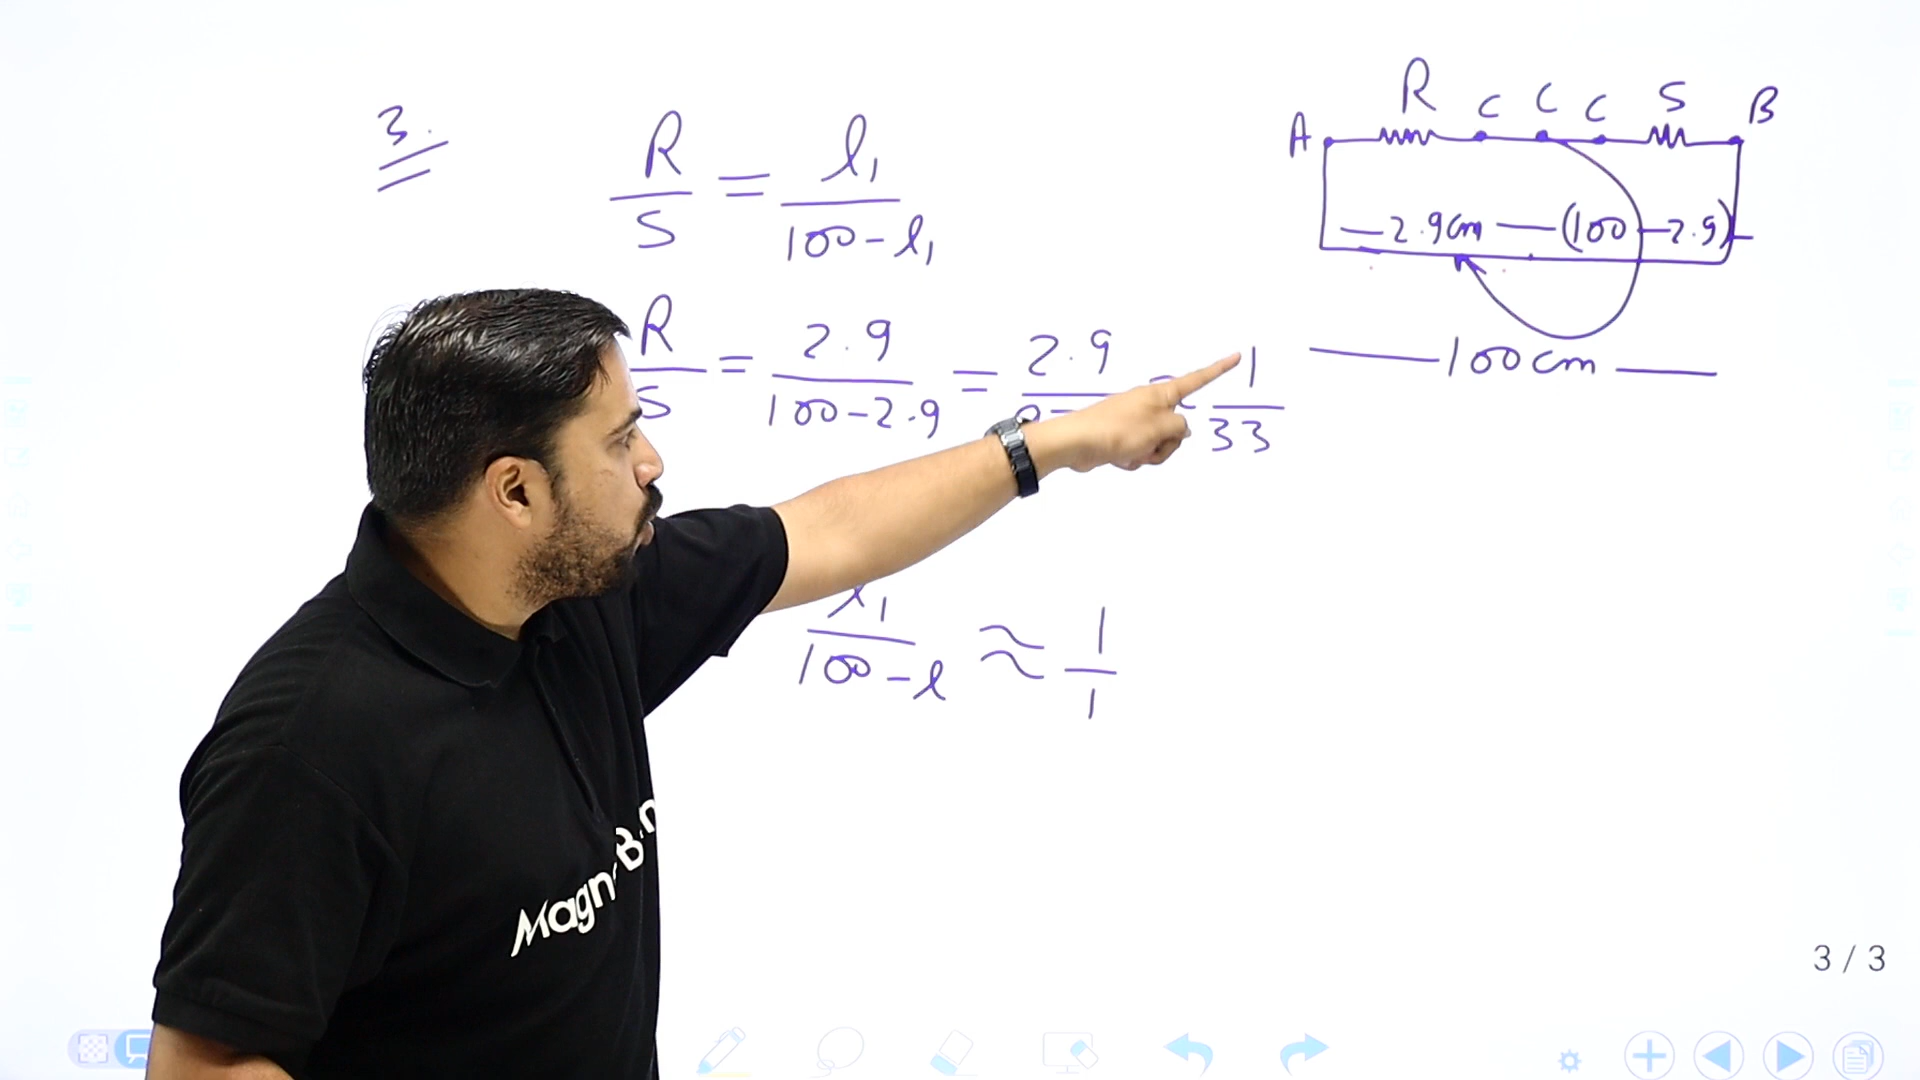 3.
R/S = l₁/(100 - l₁)
R/S = 2.9/(100 - 2.9) = 2.9/ 1/33
l₁/(100 - l) ≈ 1/1
A R C C C S B
2.9cm (100 - 2.9)
100cm
Magn
3 / 3